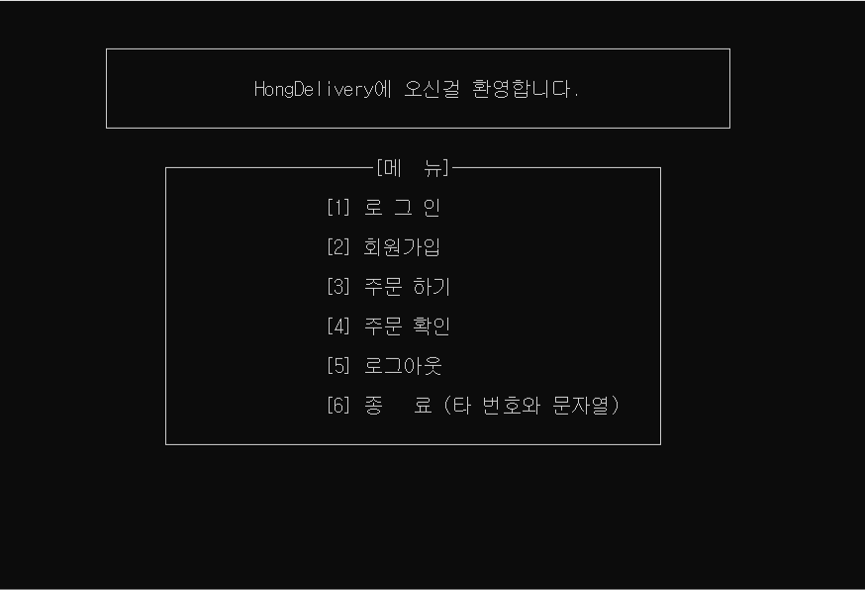 HongDelivery에 오신걸 환영합니다.
[메 뉴]
[1] 로 그 인
[2] 회원가입
[3] 주문 하기
[4] 주문 확인
[5] 로그아웃
[6] 종 료 (타 번호와 문자열)